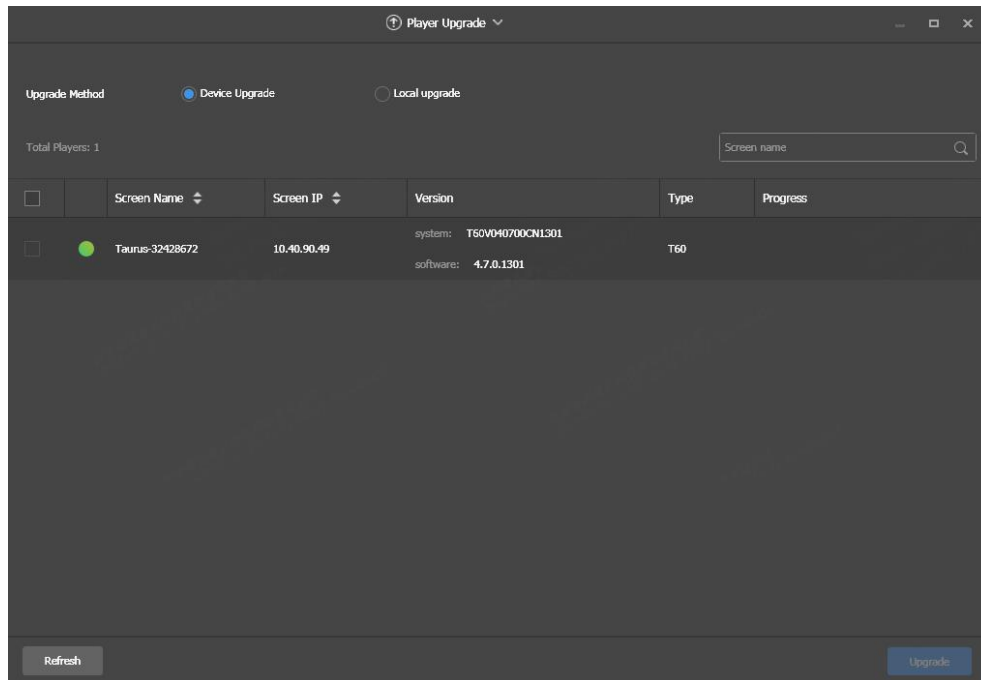 Player Upgrade
Upgrade Method Device Upgrade Local upgrade
Total Players: 1 Screen name
Screen Name Screen IP Version Type Progress
system: T60V040700CN1301
Taurus-32428672 10.40.90.49 T60
software: 4.7.0.1301
Refresh Upgrade